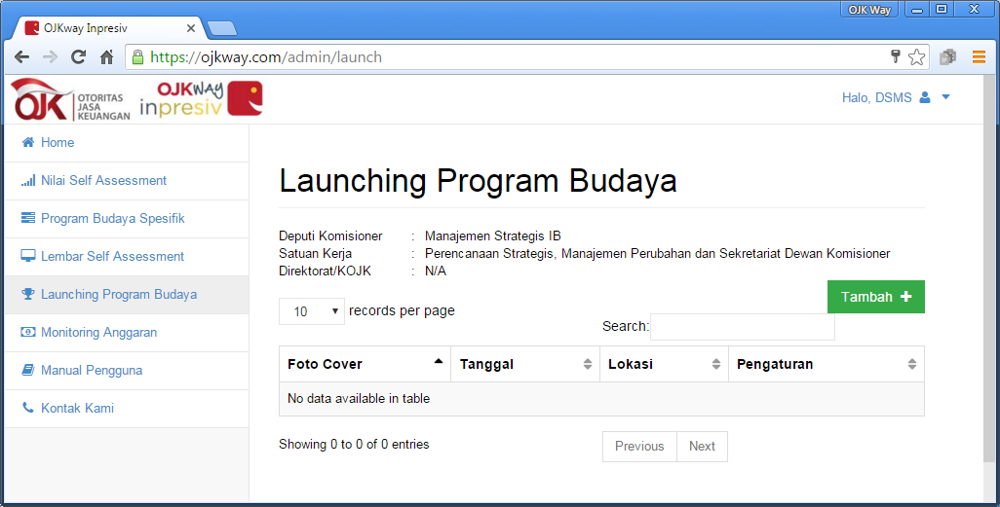 OJK Way
OJKway Inpresiv
https://ojkway.com/admin/launch
OJK OTORITAS JASA KEUANGAN
OJKWAY inpresiv
Halo, DSMS
Home
Nilai Self Assessment
Program Budaya Spesifik
Lembar Self Assessment
Launching Program Budaya
Monitoring Anggaran
Manual Pengguna
Kontak Kami
Launching Program Budaya
Deputi Komisioner : Manajemen Strategis IB
Satuan Kerja : Perencanaan Strategis, Manajemen Perubahan dan Sekretariat Dewan Komisioner
Direktorat/KOJK : N/A
Tambah +
10 records per page
Search:
Foto Cover Tanggal Lokasi Pengaturan
No data available in table
Showing 0 to 0 of 0 entries
Previous Next